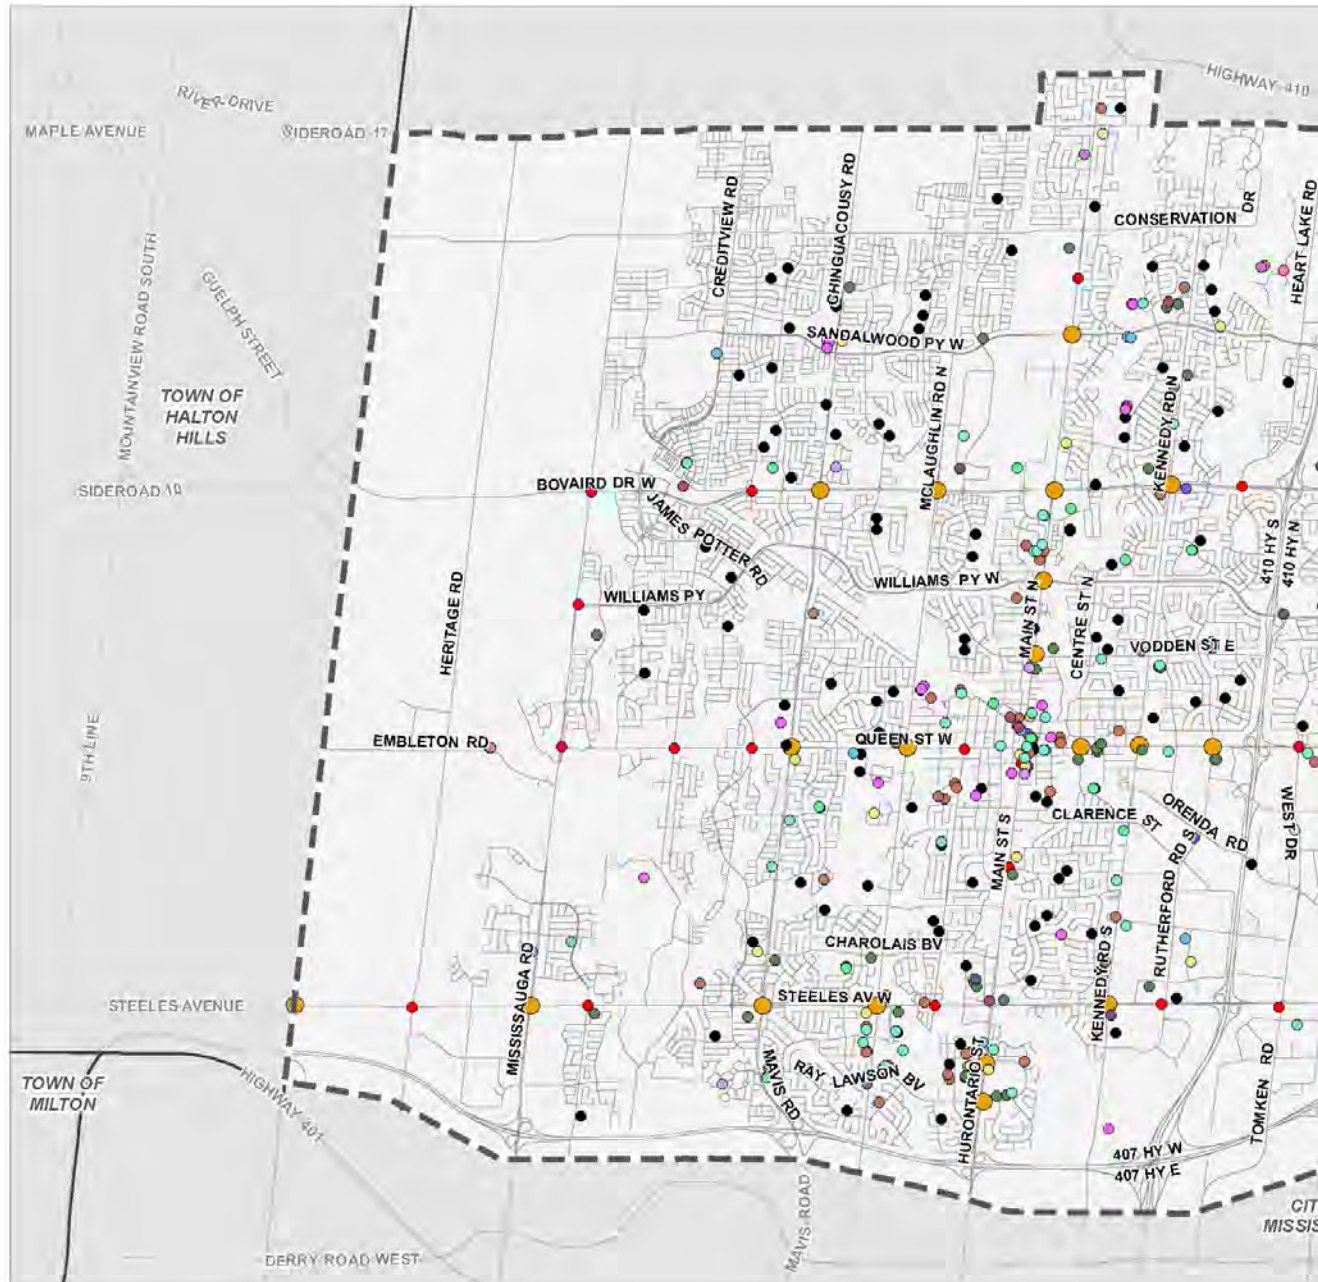 HIGHWAY 410
RIVER DRIVE
MAPLE AVENUE
SIDEROAD 17
CREDITVIEW RD
CHINGUACOUSY RD
CONSERVATION DR
HEART LAKE RD
MOUNTAINVIEW ROAD SOUTH
GUELPH STREET
SANDALWOOD PY W
TOWN OF
HALTON
HILLS
MCLAUGHLIN RD N
KENNEDY RD N
SIDEROAD 10
BOVAIRD DR W
JAMES POTTER RD
410 HY S
410 HY N
WILLIAMS PY
WILLIAMS PY W
HERITAGE RD
MAIN ST N
CENTRE ST N
VODDEN ST E
9TH LINE
EMBLETON RD
QUEEN ST W
CLARENCE ST
ORENDA RD
WEST DR
MAIN ST S
RUTHERFORD RD S
CHAROLAIS BV
MISSISSAUGA RD
KENNEDY RD S
STEELES AVENUE
STEELES AV W
TOWN OF
MILTON
HIGHWAY 407
MAVIS RD
RAY LAWSON BV
HURONTARIO ST
TOMKEN RD
407 HY W
407 HY E
MAVIS ROAD
CIT
MISSIS
DERRY ROAD WEST